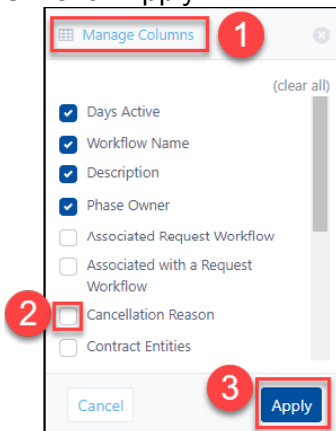 Manage Columns
1
(clear all)
Days Active
Workflow Name
Description
Phase Owner
Associated Request Workflow
Associated with a Request
Workflow
2
Cancellation Reason
Contract Entities
3
Cancel
Apply